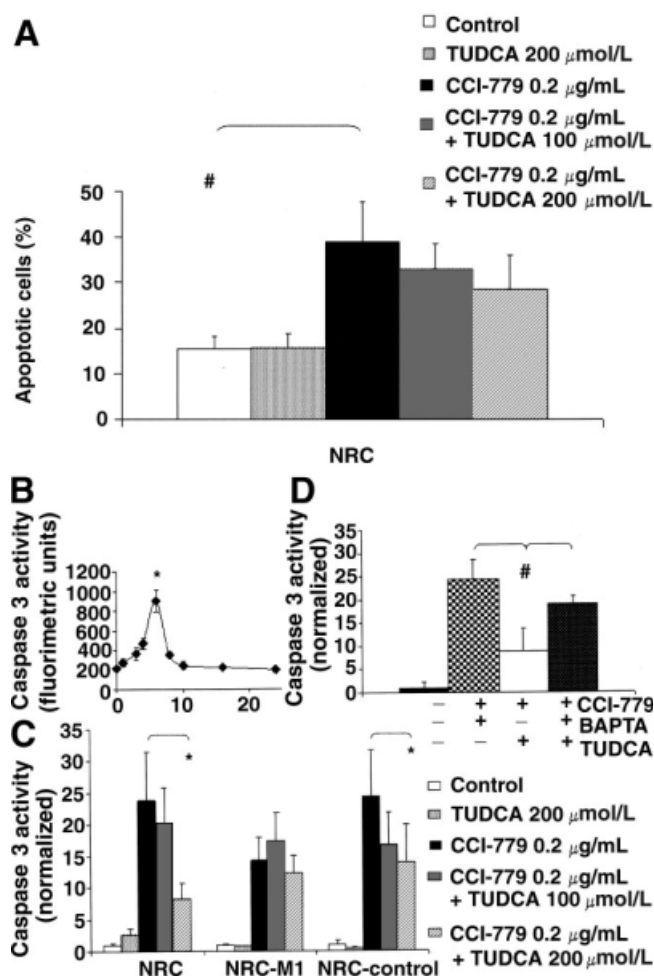 A
Control
TUDCA 200 μmol/L
CCI-779 0.2 μg/mL
CCI-779 0.2 μg/mL
+ TUDCA 100 μmol/L
CCI-779 0.2 μg/mL
+ TUDCA 200 μmol/L
#
Apoptotic cells (%)
50
40
30
20
10
0
NRC
B
Caspase 3 activity
(fluorimetric units)
1200
1000
800
600
400
200
0
*
0 10 20
D
Caspase 3 activity
(normalized)
35
30
25
20
15
10
5
0
#
– + + + CCI-779
– + – + BAPTA
– – + + TUDCA
C
Caspase 3 activity
(normalized)
35
30
25
20
15
10
5
0
*
*
NRC NRC-M1 NRC-control
Control
TUDCA 200 μmol/L
CCI-779 0.2 μg/mL
CCI-779 0.2 μg/mL
+ TUDCA 100 μmol/L
CCI-779 0.2 μg/mL
+ TUDCA 200 μmol/L